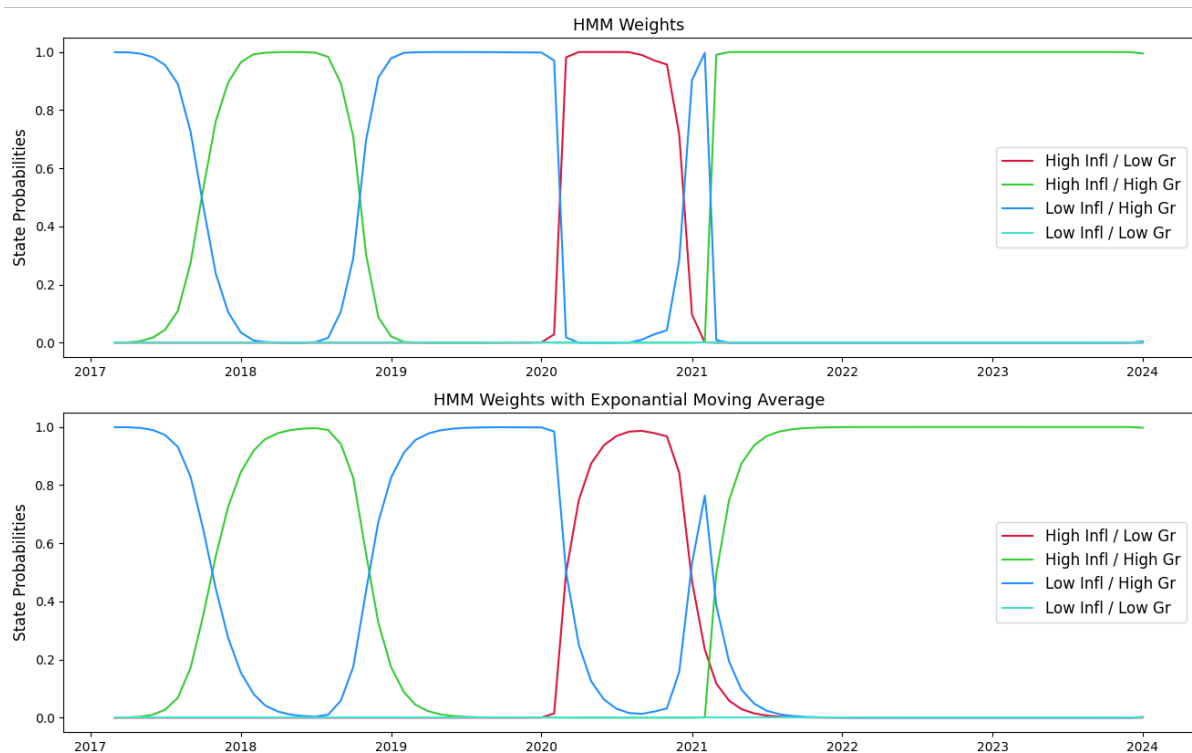 HMM Weights
State Probabilities
1.0
0.8
0.6
0.4
0.2
0.0
High Infl / Low Gr
High Infl / High Gr
Low Infl / High Gr
Low Infl / Low Gr
2017 2018 2019 2020 2021 2022 2023 2024
HMM Weights with Exponantial Moving Average
State Probabilities
1.0
0.8
0.6
0.4
0.2
0.0
High Infl / Low Gr
High Infl / High Gr
Low Infl / High Gr
Low Infl / Low Gr
2017 2018 2019 2020 2021 2022 2023 2024